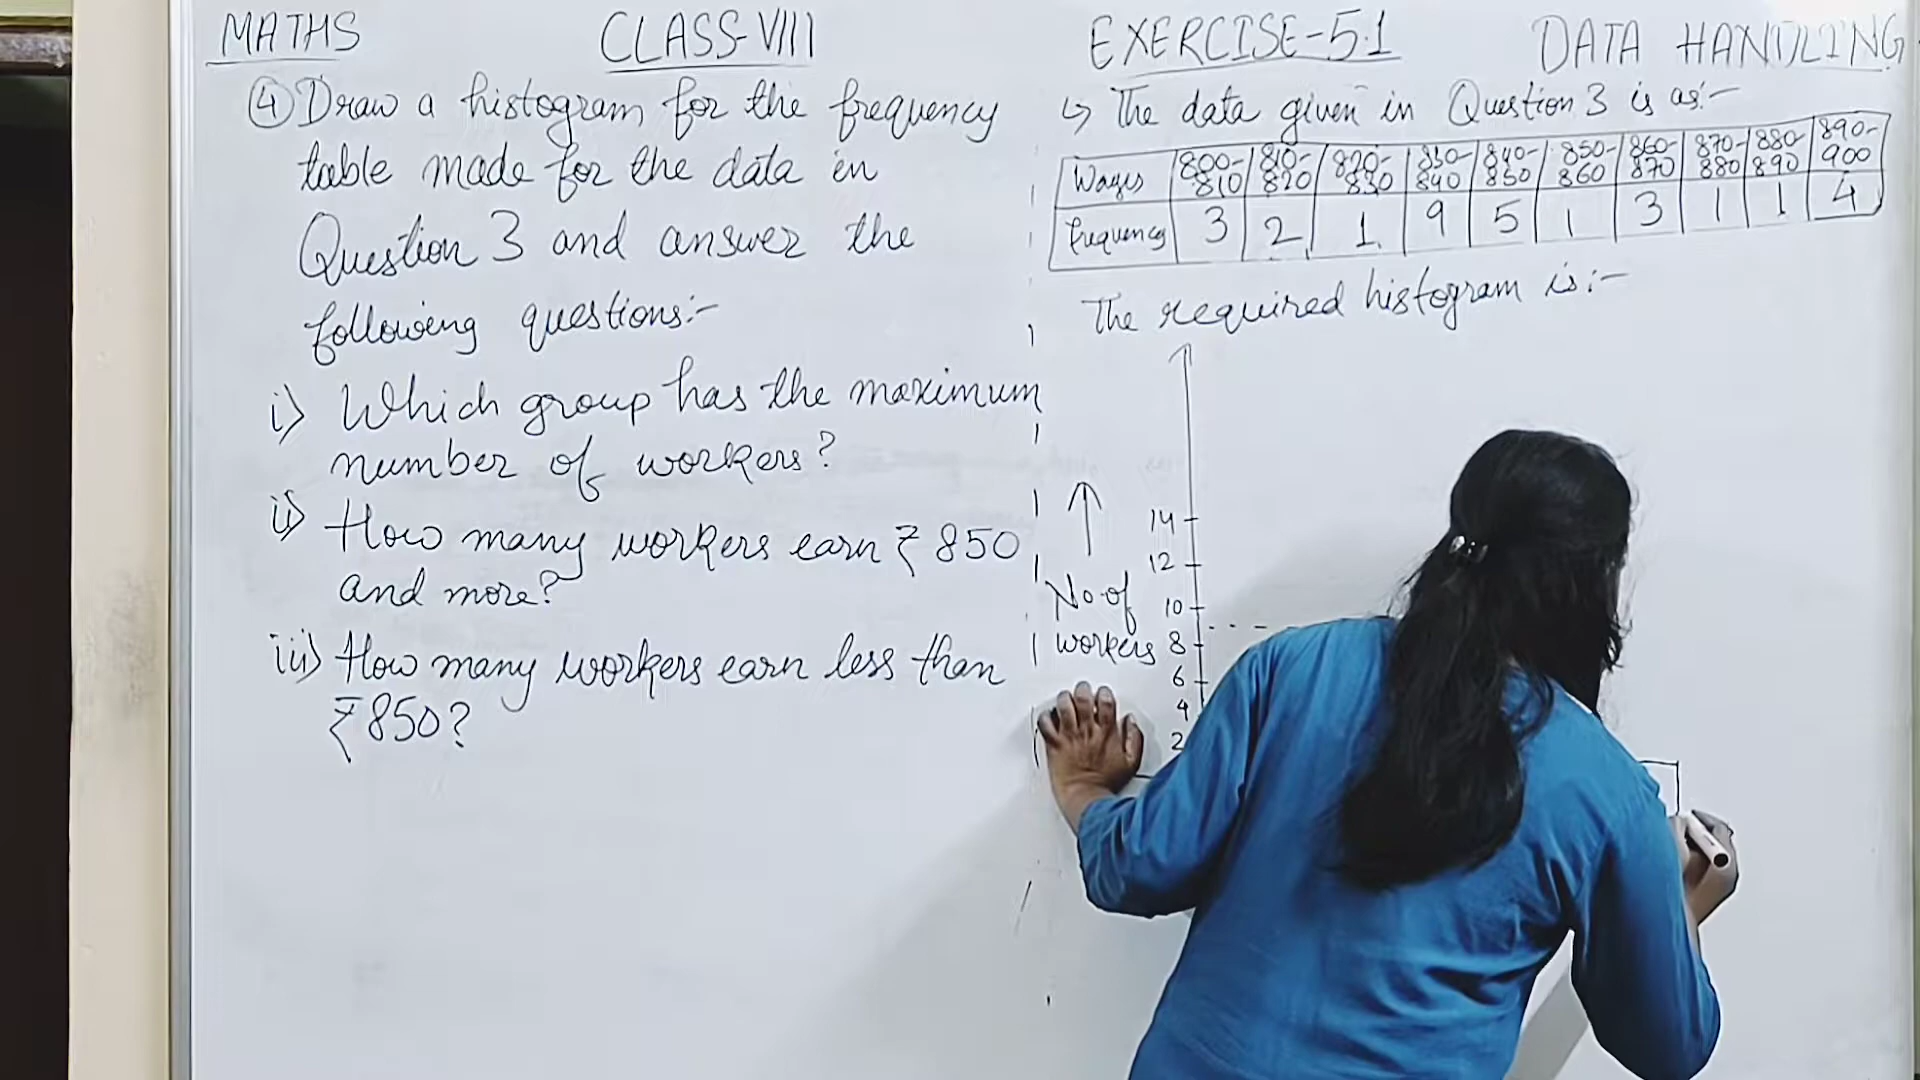 MATHS CLASS-VIII EXERCISE-5.1 DATA HANDLING
④ Draw a histogram for the frequency
table made for the data in
Question 3 and answer the
following questions:-
i) Which group has the maximum
number of workers?
ii) How many workers earn ₹ 850
and more?
iii) How many workers earn less than
₹850?
↳ The data given in Question 3 is as:-
Wages 800-810 810-820 820-830 830-840 840-850 850-860 860-870 870-880 880-890 890-900
frequency 3 2 1 9 5 1 3 1 1 4
The required histogram is:-
14
12
10
8
6
4
2
No of
workers